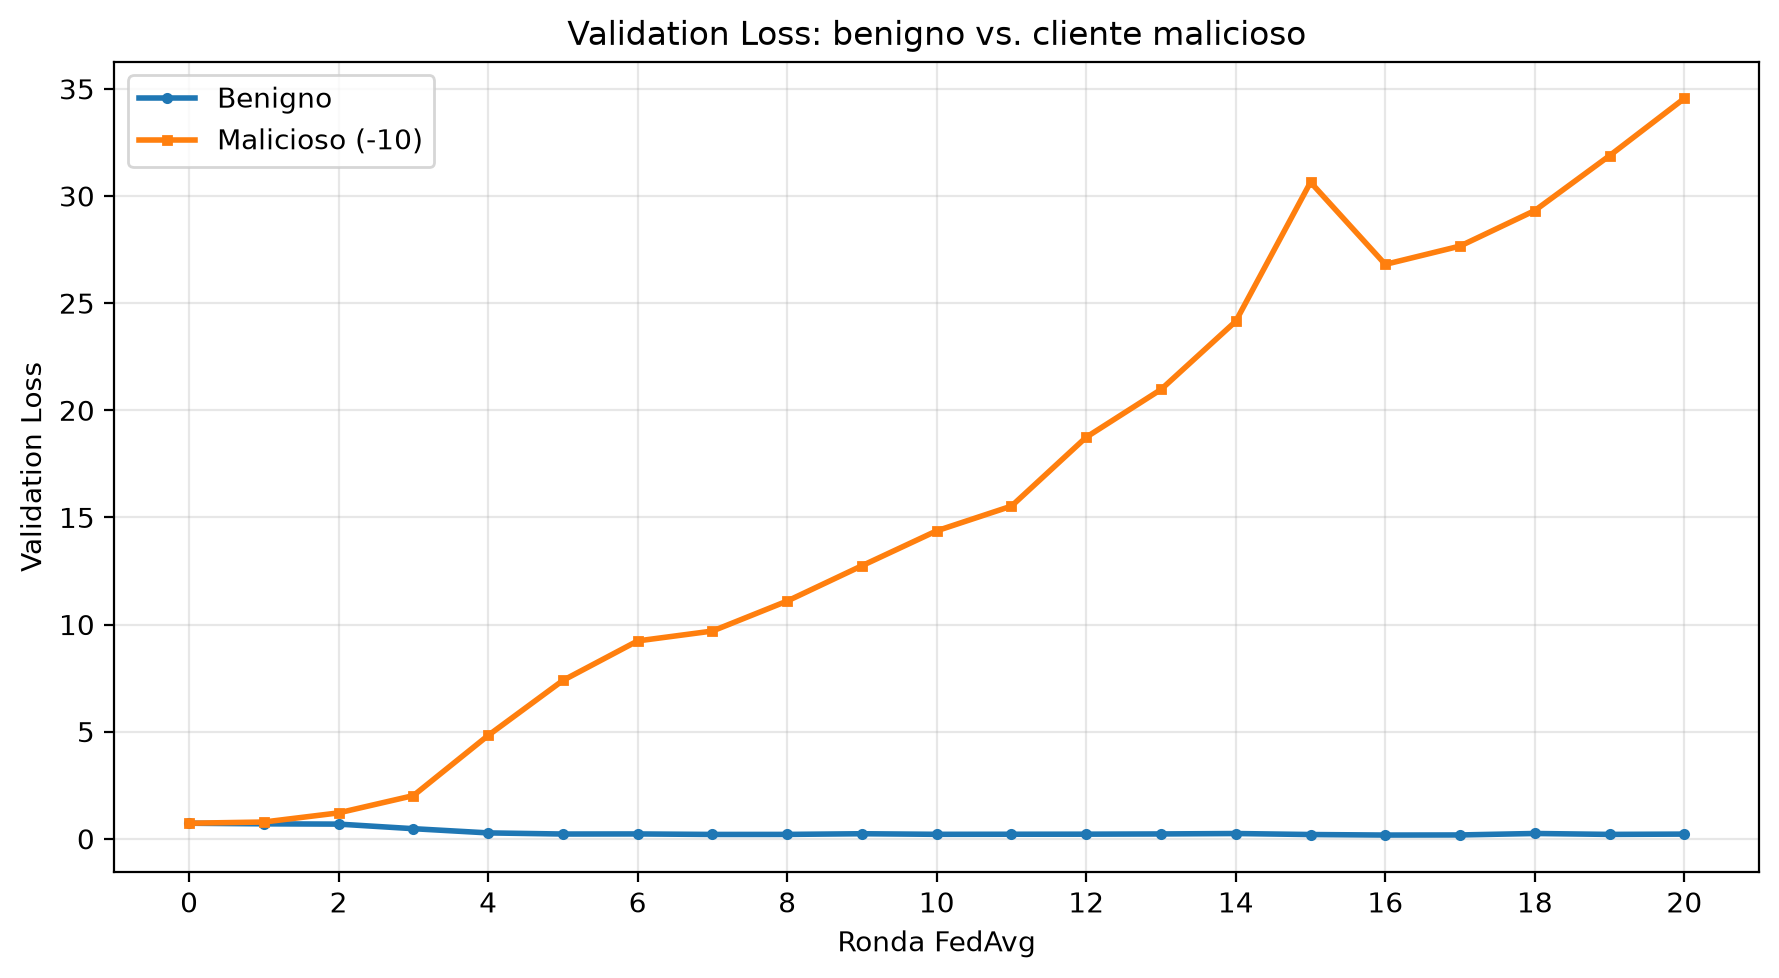 Validation Loss: benigno vs. cliente malicioso
Benigno
Malicioso (-10)
Validation Loss
35
30
25
20
15
10
5
0
0 2 4 6 8 10 12 14 16 18 20
Ronda FedAvg